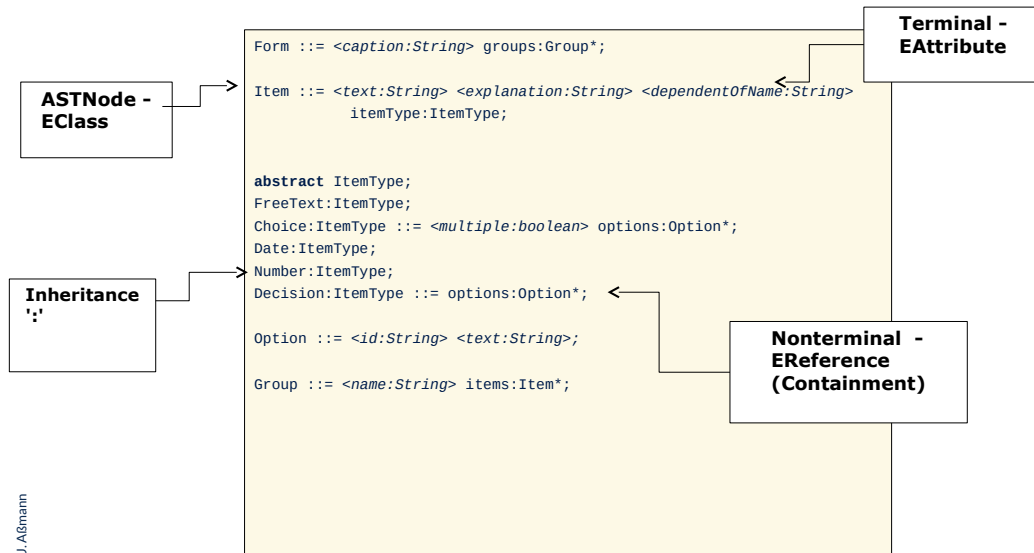 Terminal -
EAttribute
Form ::= <caption:String> groups:Group*;
ASTNode -
EClass
Item ::= <text:String> <explanation:String> <dependentOfName:String>
itemType:ItemType;
abstract ItemType;
FreeText:ItemType;
Choice:ItemType ::= <multiple:boolean> options:Option*;
Date:ItemType;
Number:ItemType;
Decision:ItemType ::= options:Option*;
Inheritance
':'
Option ::= <id:String> <text:String>;
Nonterminal -
EReference
(Containment)
Group ::= <name:String> items:Item*;
J. Aßmann